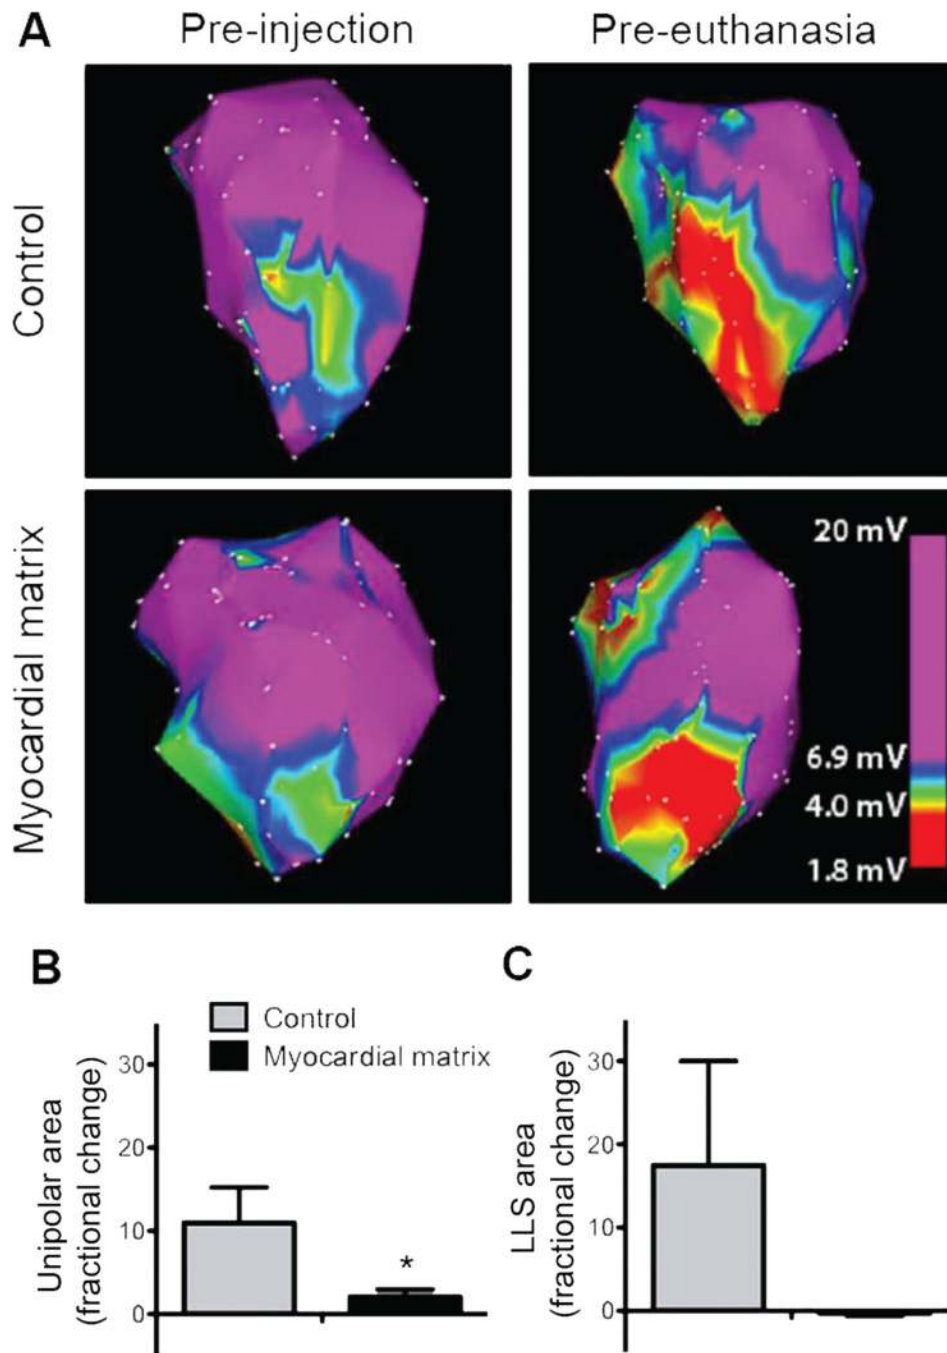 A
Pre-injection
Pre-euthanasia
Control
Myocardial matrix
20 mV
6.9 mV
4.0 mV
1.8 mV
B
Control
Myocardial matrix
Unipolar area
(fractional change)
30
20
10
0
*
C
LLS area
(fractional change)
30
20
10
0